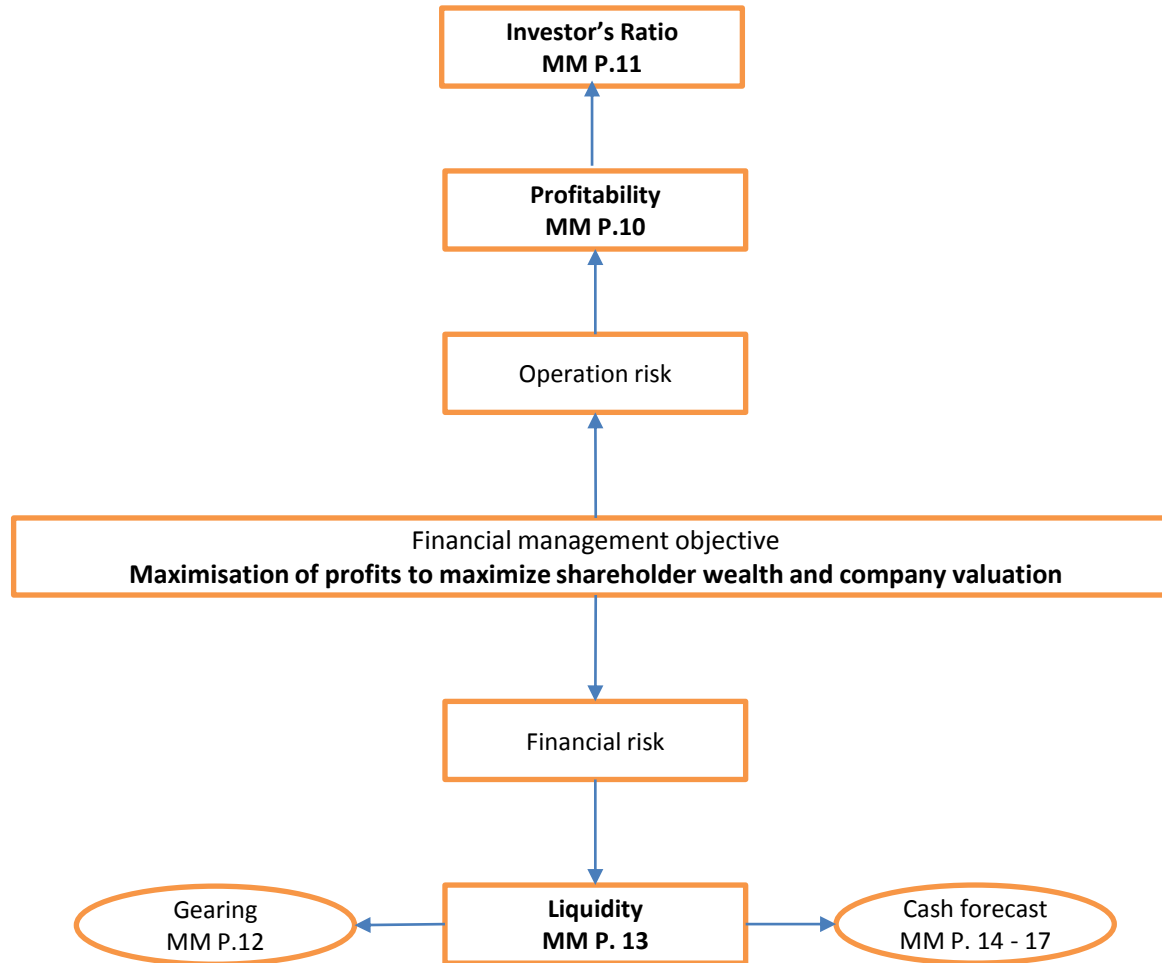 Investor’s Ratio
MM P.11
Profitability
MM P.10
Operation risk
Financial management objective
Maximisation of profits to maximize shareholder wealth and company valuation
Financial risk
Gearing
MM P.12
Liquidity
MM P. 13
Cash forecast
MM P. 14 - 17